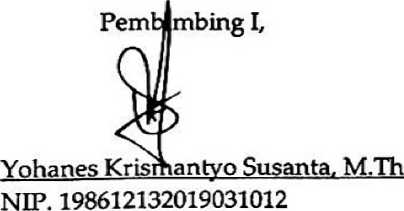 Pembimbing I,
Yohanes Krismantyo Susanta, M.Th
NIP. 198612132019031012